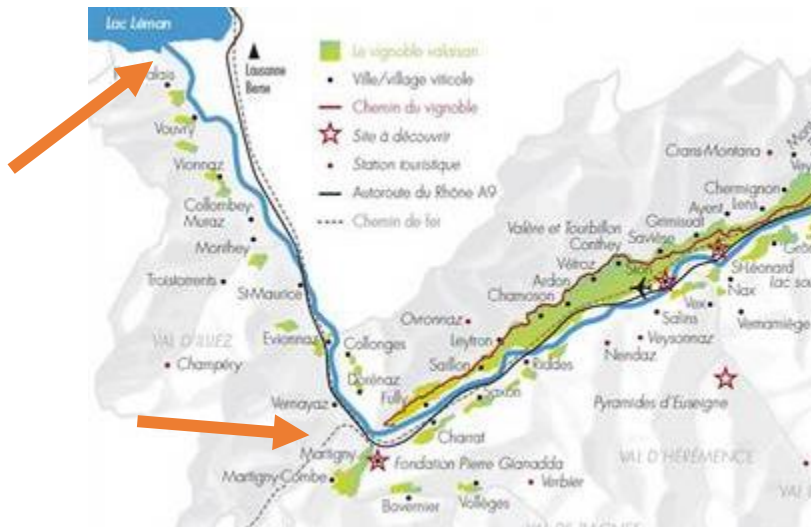 Lac Léman
Lausanne
Berne
Le vignoble valaisan
Ville/village viticole
Chemin du vignoble
Site à découvrir
Station touristique
Autoroute du Rhône A9
Chemin de fer
Vouvry
Vionnaz
Collombey-
Muraz
Monthey
Troistorrents
St-Maurice
VAL D'ILLIEZ
Champéry
Evionnaz
Collonges
Dorénaz
Vernayaz
Martigny
Martigny-Combe
Fully
Saillon
Leytron
Ovronnaz
Chamoson
Ardon
Vétroz
Conthey
Valère et Tourbillon
Savièse
Grimisuat
Ayent
Lens
Chermignon
Crans-Montana
Sion
St-Léonard
Nax
Vex
Salins
Vernamiège
Veysonnaz
Nendaz
Riddes
Saxon
Charrat
Fondation Pierre Gianadda
Pyramides d'Euseigne
VAL D'HÉRÉMENCE
Verbier
Vollèges
Bovernier
VAL DE BAGNES